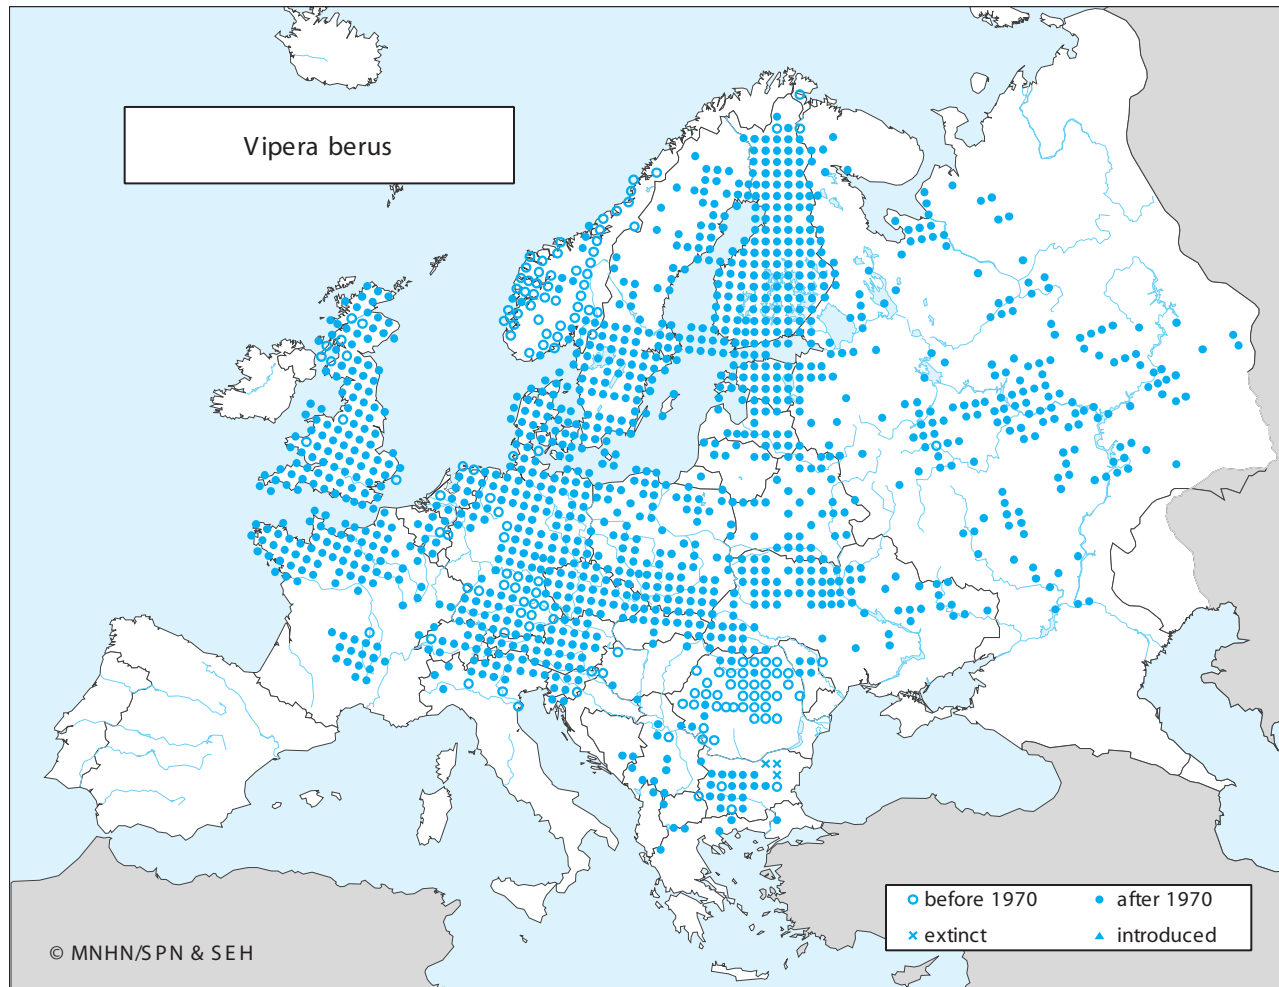 Vipera berus
before 1970
after 1970
extinct
introduced
© MNHN/SPN & SEH